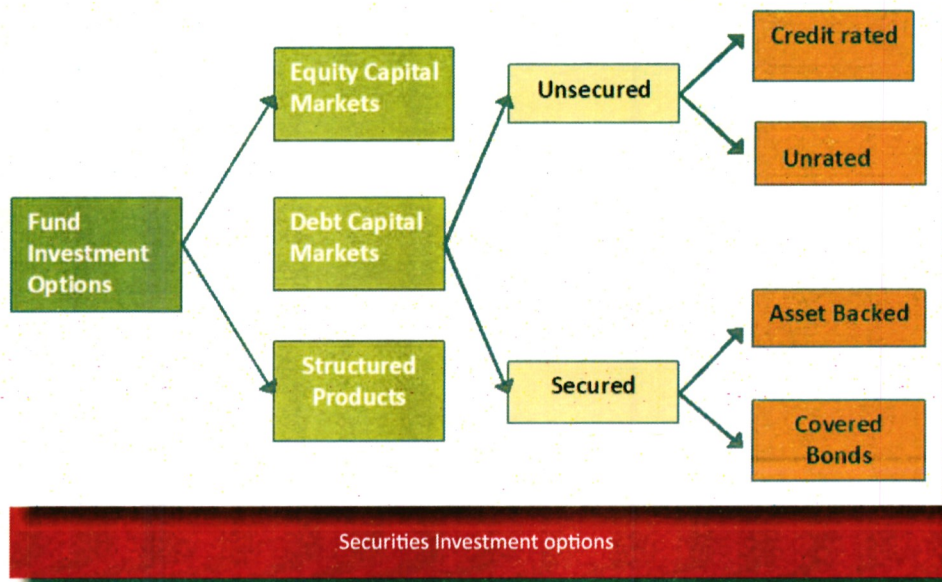 Fund
Investment
Options
Equity Capital
Markets
Debt Capital
Markets
Structured
Products
Unsecured
Secured
Credit rated
Unrated
Asset Backed
Covered
Bonds
Securities Investment options